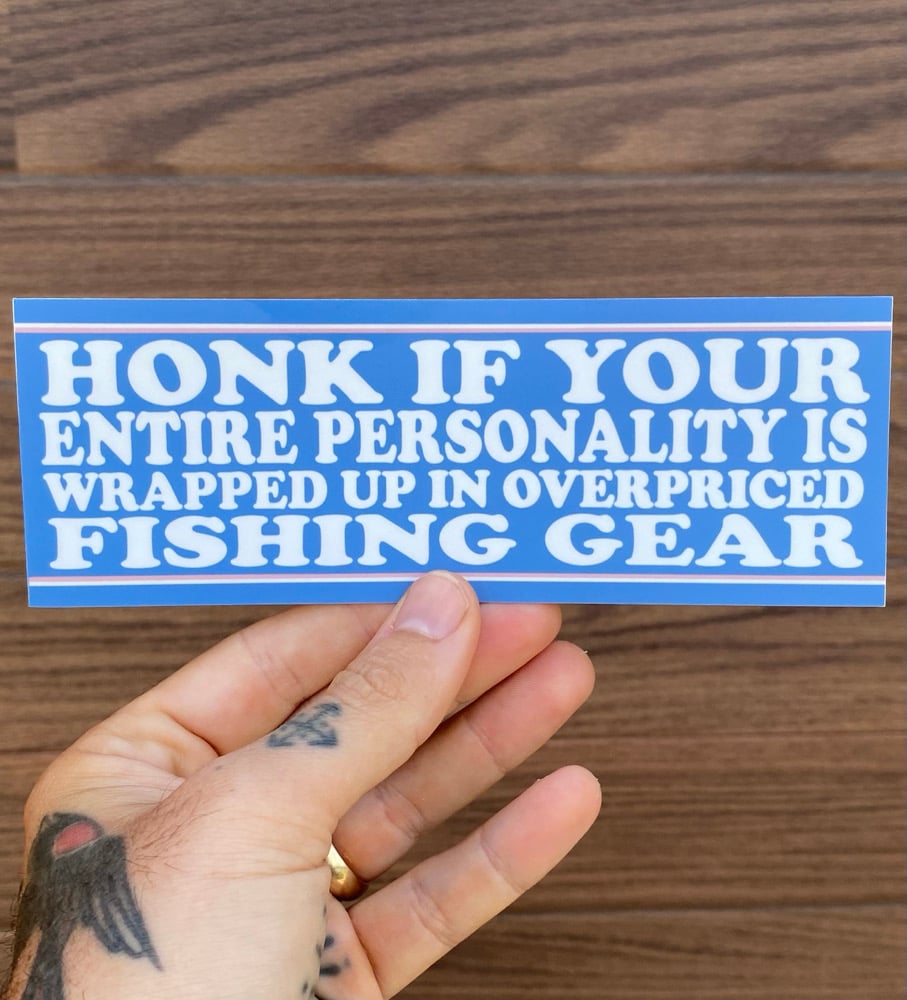 HONK IF YOUR
ENTIRE PERSONALITY IS
WRAPPED UP IN OVERPRICED
FISHING GEAR